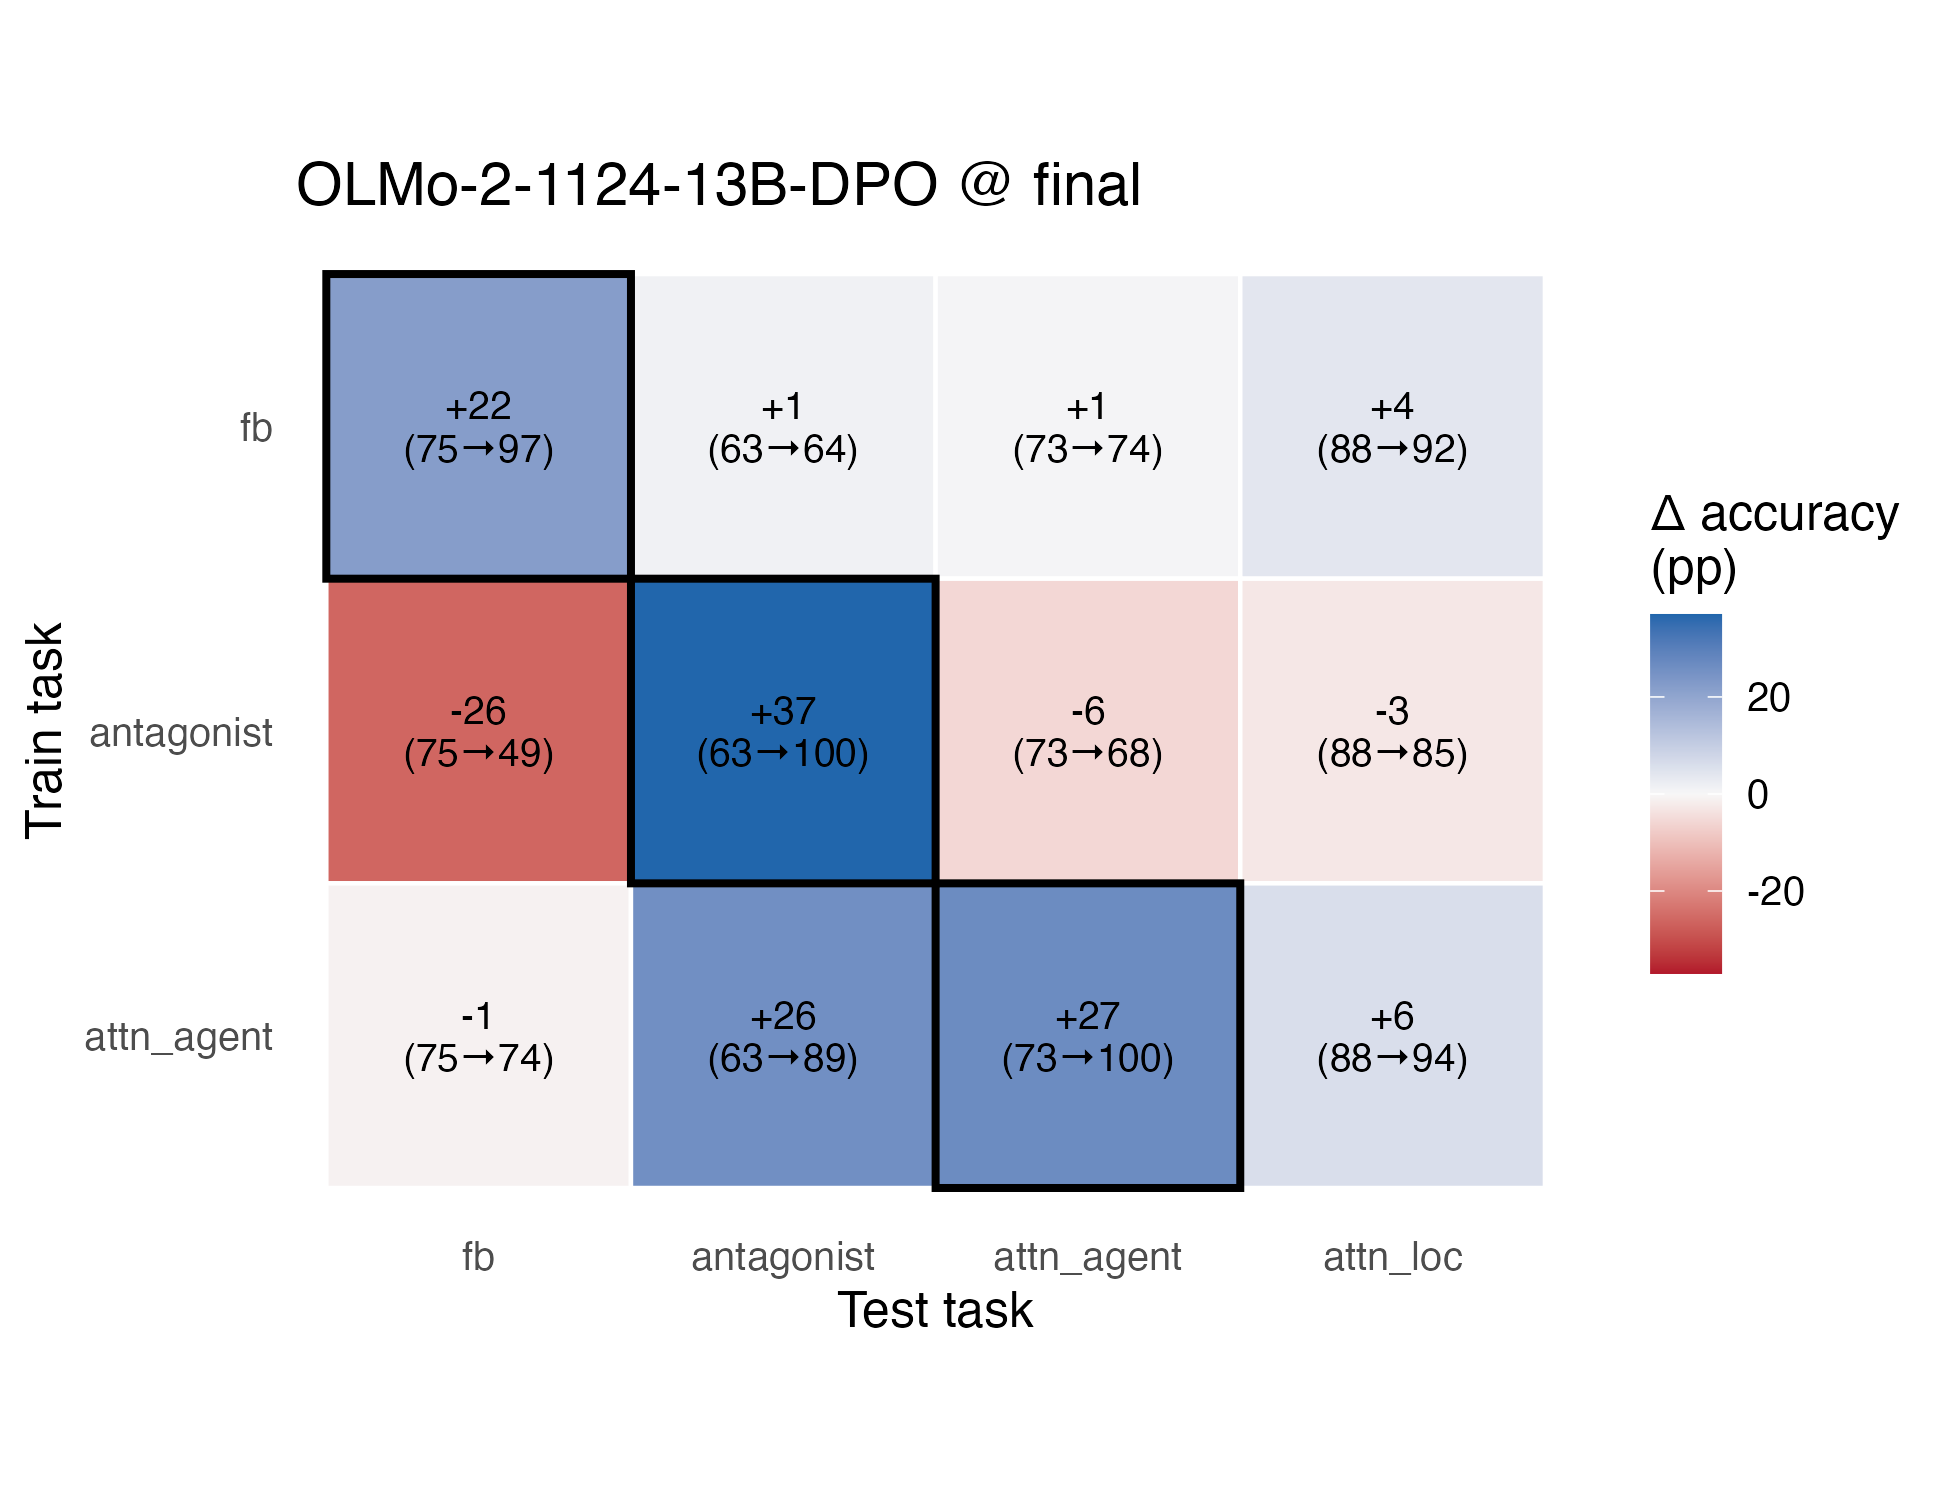 OLMo-2-1124-13B-DPO @ final
fb
+22
(75→97)
+1
(63→64)
+1
(73→74)
+4
(88→92)
antagonist
-26
(75→49)
+37
(63→100)
-6
(73→68)
-3
(88→85)
attn_agent
-1
(75→74)
+26
(63→89)
+27
(73→100)
+6
(88→94)
Train task
fb
antagonist
attn_agent
attn_loc
Test task
Δ accuracy
(pp)
20
0
-20